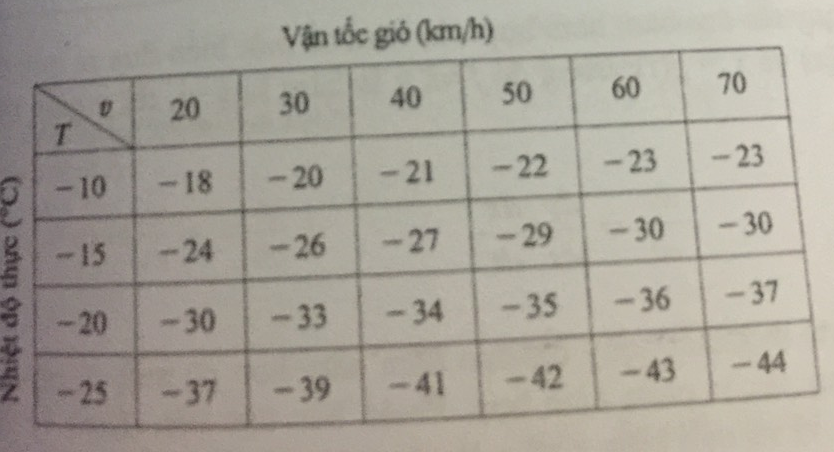 Vận tốc gió (km/h)
T v 20 30 40 50 60 70
Nhiệt độ thực (°C)
−10 −18 −20 −21 −22 −23 −23
−15 −24 −26 −27 −29 −30 −30
−20 −30 −33 −34 −35 −36 −37
−25 −37 −39 −41 −42 −43 −44